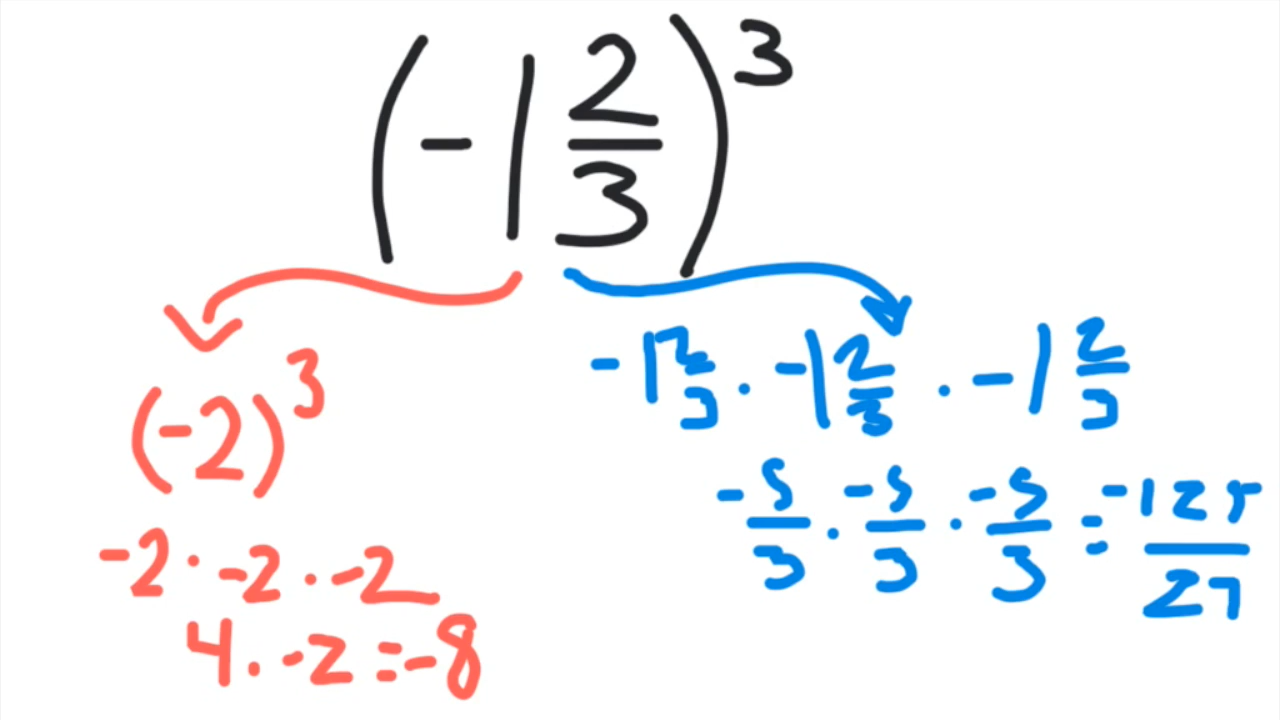 (-1 2/3)^3
(-2)^3
-2 · -2 · -2
4 · -2 = -8
-1 2/3 · -1 2/3 · -1 2/3
-5/3 · -5/3 · -5/3 = -125/27